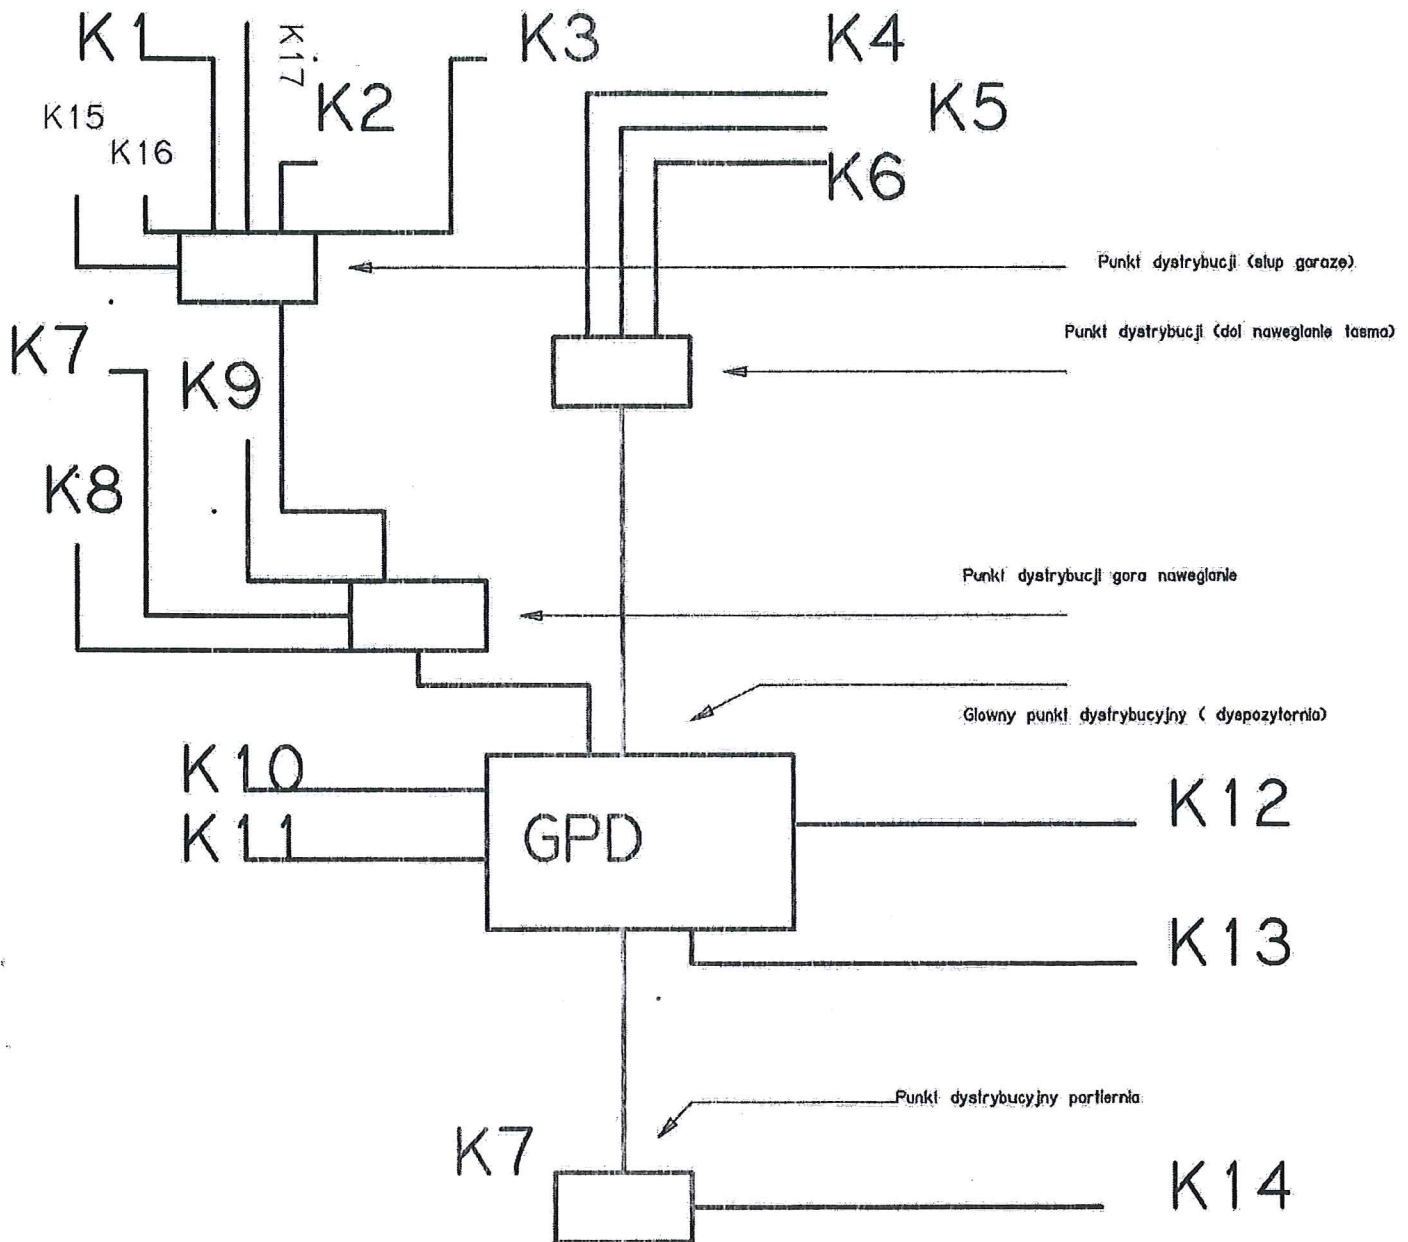 K1
K17
K3
K4
K15
K2
K5
K16
K6
Punkt dystrybucji (slup garaze)
K7
Punkt dystrybucji (dol naweglanie tasma)
K9
K8
Punkt dystrybucji gora naweglanie
Glowny punkt dystrybucyjny ( dyspozytornia)
K10
K12
K11
GPD
K13
Punkt dystrybucyjny portiernia
K7
K14